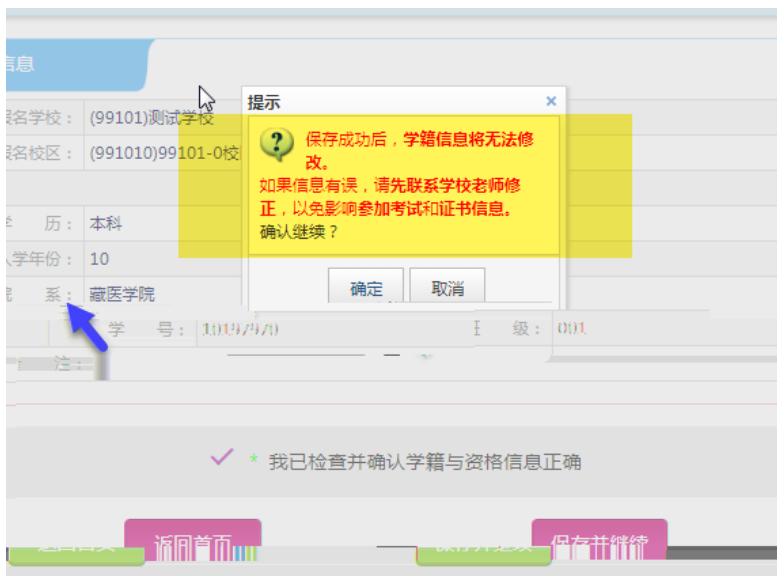 信息
提示
报名学校： (99101)测试学校
保存成功后，学籍信息将无法修
改。
报名校区： (991010)99101-0校
如果信息有误，请先联系学校老师修
正，以免影响参加考试和证书信息。
确认继续？
学 历： 本科
入学年份： 10
院 系： 藏医学院
确定 取消
学 号： 班 级： 001
注：
* 我已检查并确认学籍与资格信息正确
返回首页 保存并继续